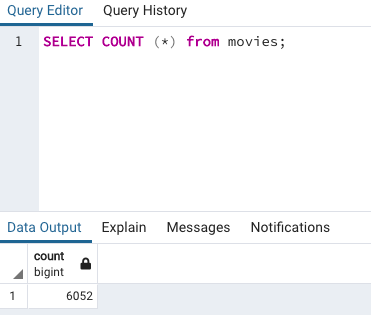 Query Editor Query History
1 SELECT COUNT (*) from movies;
Data Output Explain Messages Notifications
count
bigint
1 6052